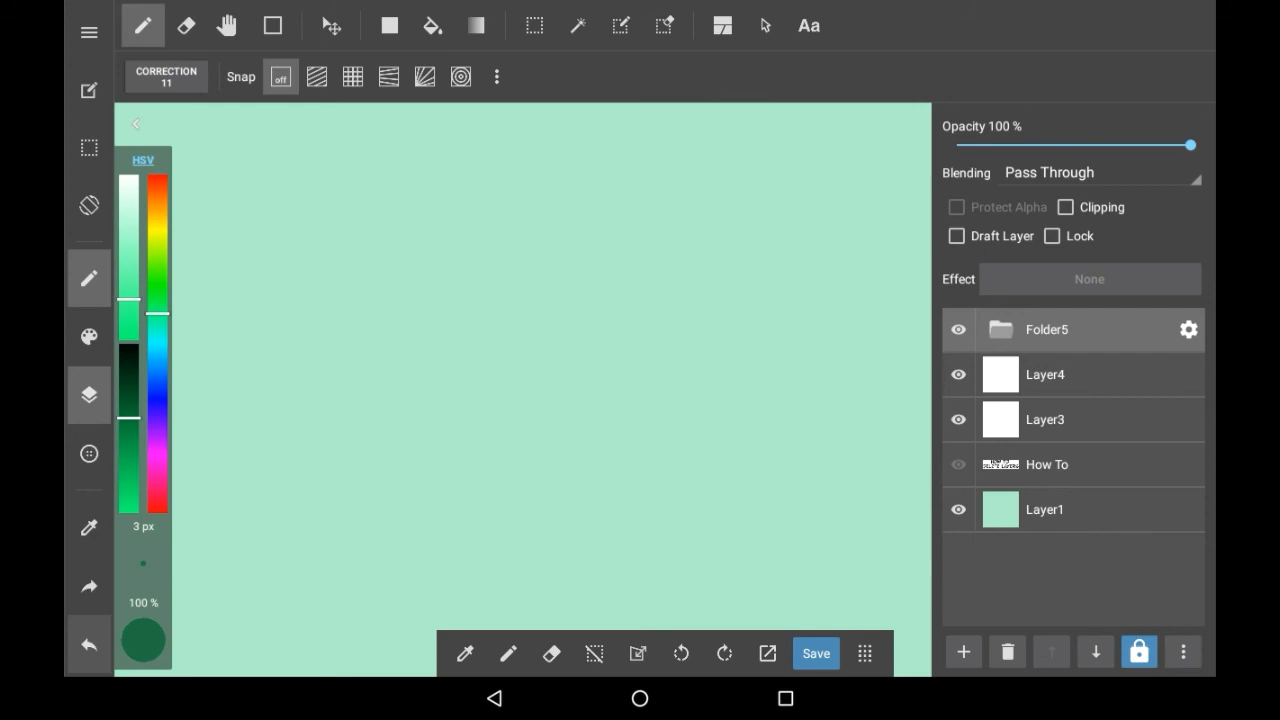 Aa
CORRECTION
11
Snap
off
HSV
3 px
100 %
Opacity 100 %
Blending Pass Through
Protect Alpha Clipping
Draft Layer Lock
Effect None
Folder5
Layer4
Layer3
How To
Layer1
Save